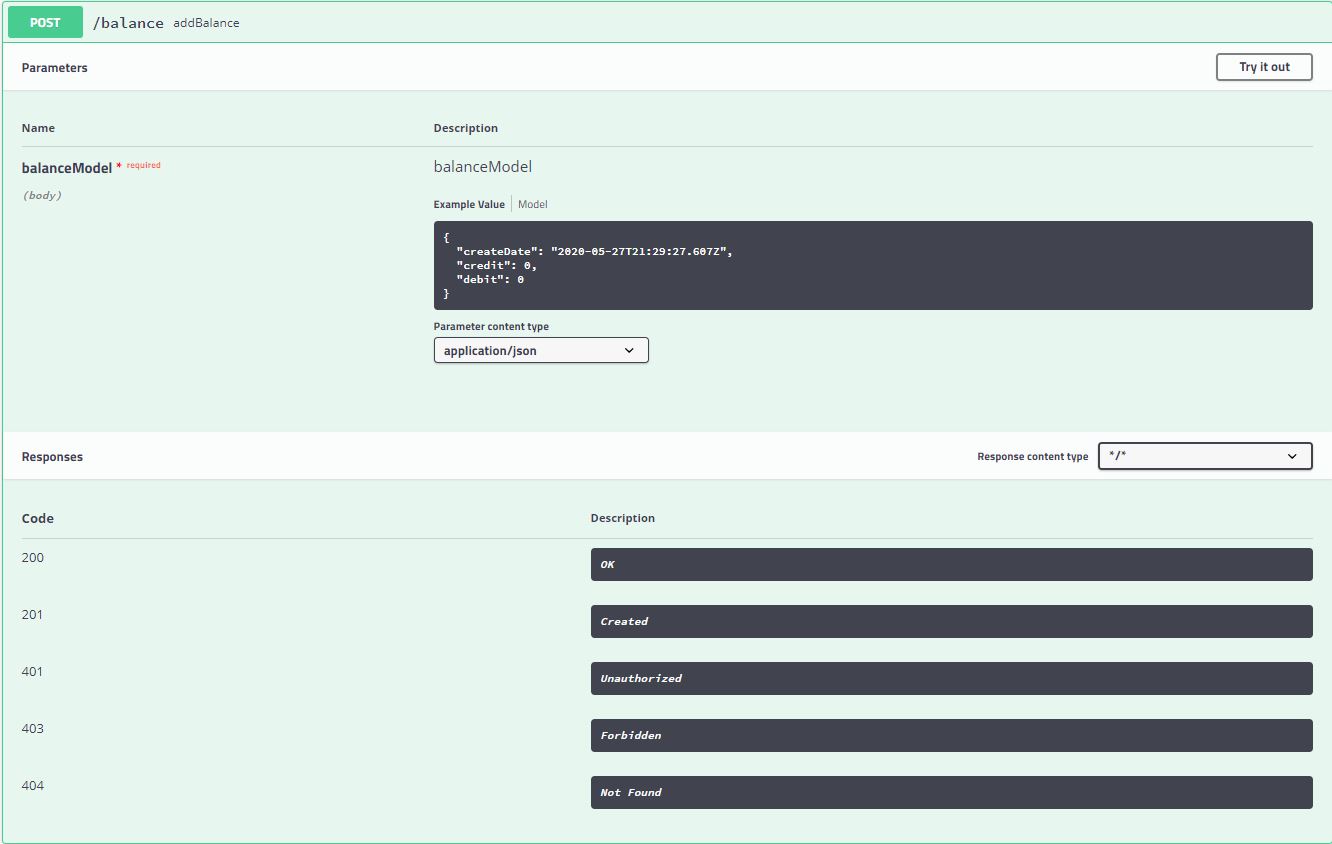 POST /balance addBalance
Parameters Try it out
Name Description
balanceModel * required balanceModel
(body)
Example Value Model
{
"createDate": "2020-05-27T21:29:27.607Z",
"credit": 0,
"debit": 0
}
Parameter content type
application/json
Responses Response content type */*
Code Description
200 OK
201 Created
401 Unauthorized
403 Forbidden
404 Not Found